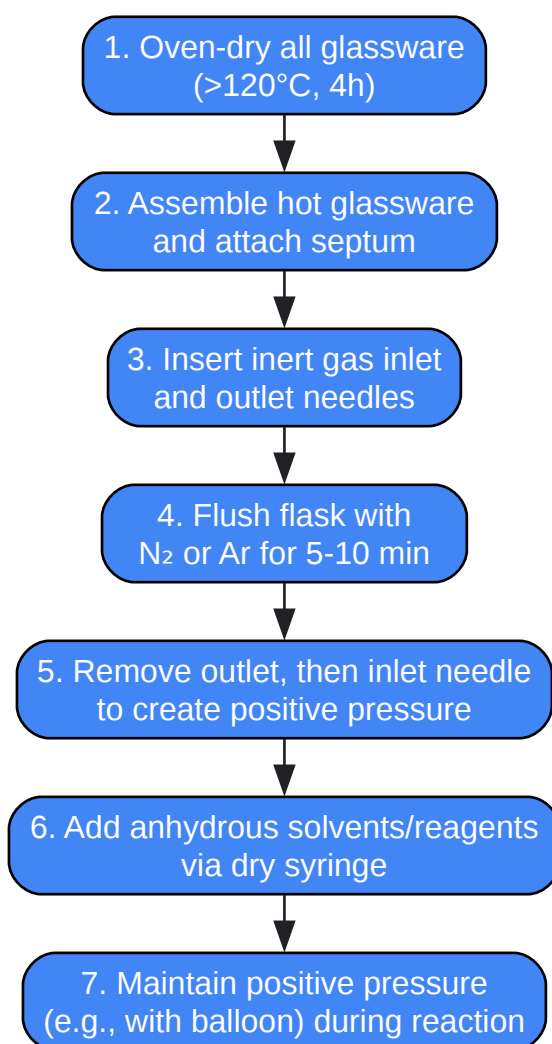 1. Oven-dry all glassware
(>120°C, 4h)
2. Assemble hot glassware
and attach septum
3. Insert inert gas inlet
and outlet needles
4. Flush flask with
N₂ or Ar for 5-10 min
5. Remove outlet, then inlet needle
to create positive pressure
6. Add anhydrous solvents/reagents
via dry syringe
7. Maintain positive pressure
(e.g., with balloon) during reaction